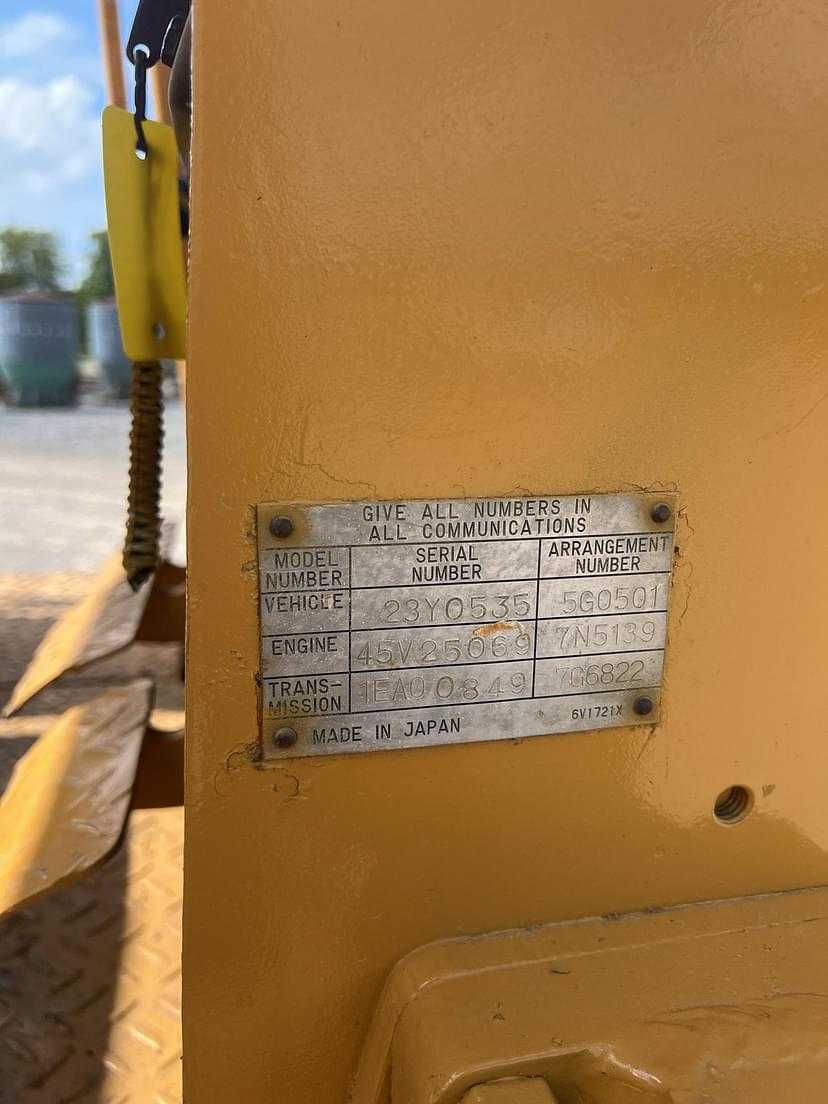 GIVE ALL NUMBERS IN
ALL COMMUNICATIONS
MODEL NUMBER SERIAL NUMBER ARRANGEMENT NUMBER
VEHICLE 23Y0535 5G0501
ENGINE 45V25069 7N5139
TRANS-MISSION 1EA00849 7G6822
MADE IN JAPAN 6V1721X